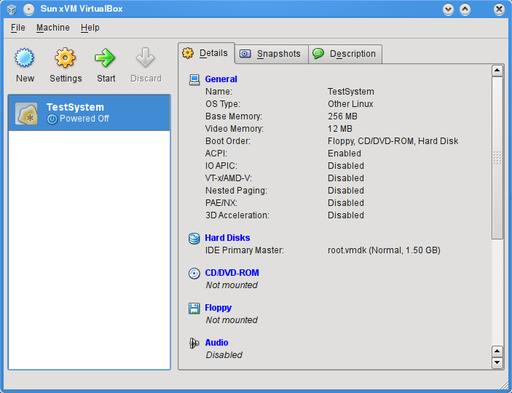 Sun xVM VirtualBox
File Machine Help
New Settings Start Discard
TestSystem
Powered Off
Details Snapshots Description
General
Name: TestSystem
OS Type: Other Linux
Base Memory: 256 MB
Video Memory: 12 MB
Boot Order: Floppy, CD/DVD-ROM, Hard Disk
ACPI: Enabled
IO APIC: Disabled
VT-x/AMD-V: Disabled
Nested Paging: Disabled
PAE/NX: Disabled
3D Acceleration: Disabled
Hard Disks
IDE Primary Master: root.vmdk (Normal, 1.50 GB)
CD/DVD-ROM
Not mounted
Floppy
Not mounted
Audio
Disabled